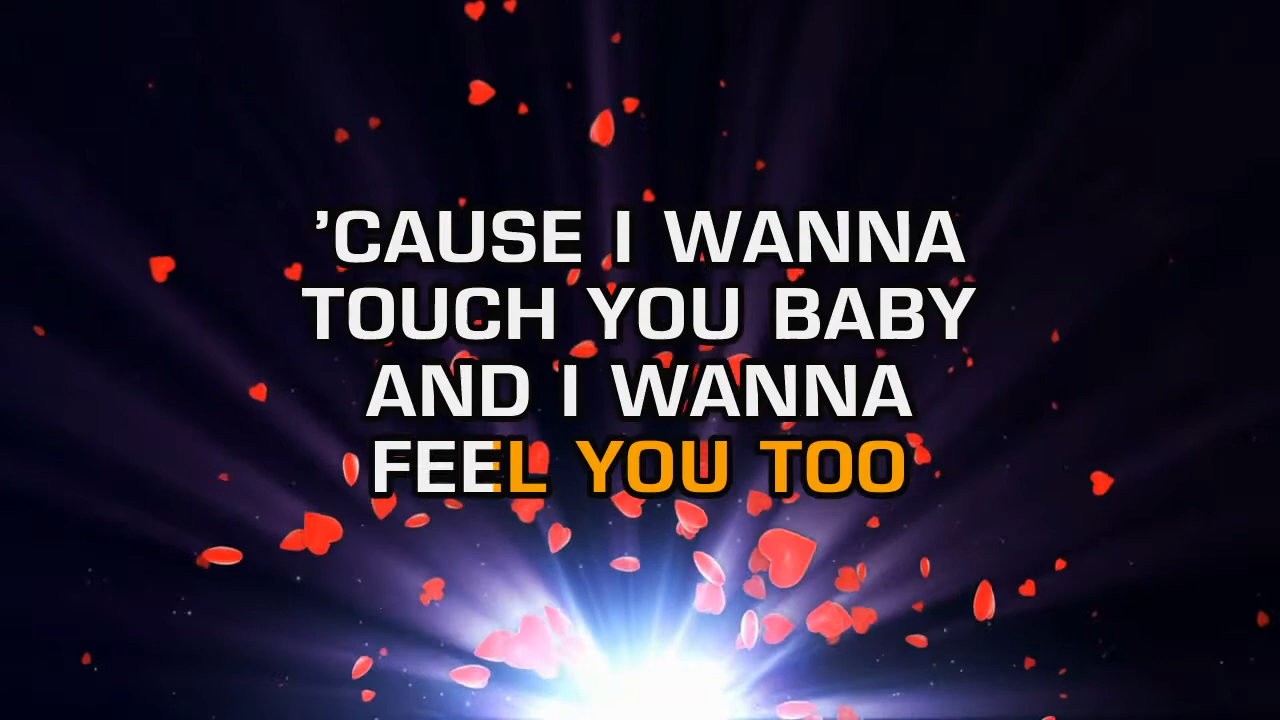 ’CAUSE I WANNA
TOUCH YOU BABY
AND I WANNA
FEEL YOU TOO